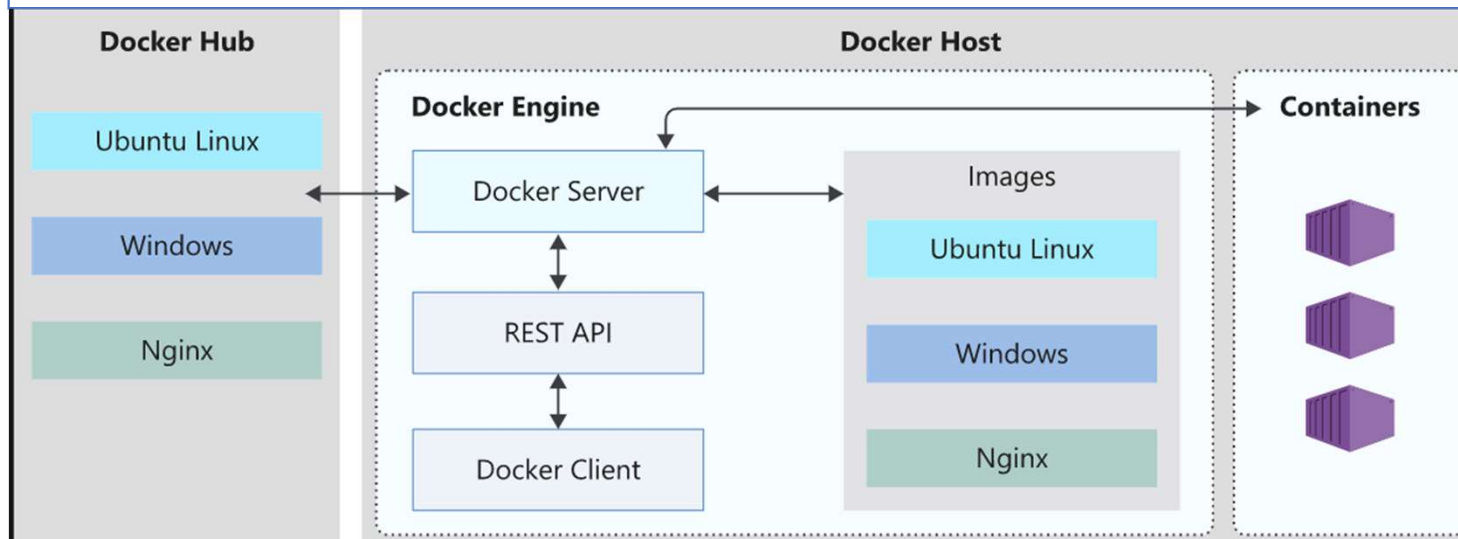 Docker Hub
Ubuntu Linux
Windows
Nginx
Docker Host
Docker Engine
Docker Server
REST API
Docker Client
Images
Ubuntu Linux
Windows
Nginx
Containers